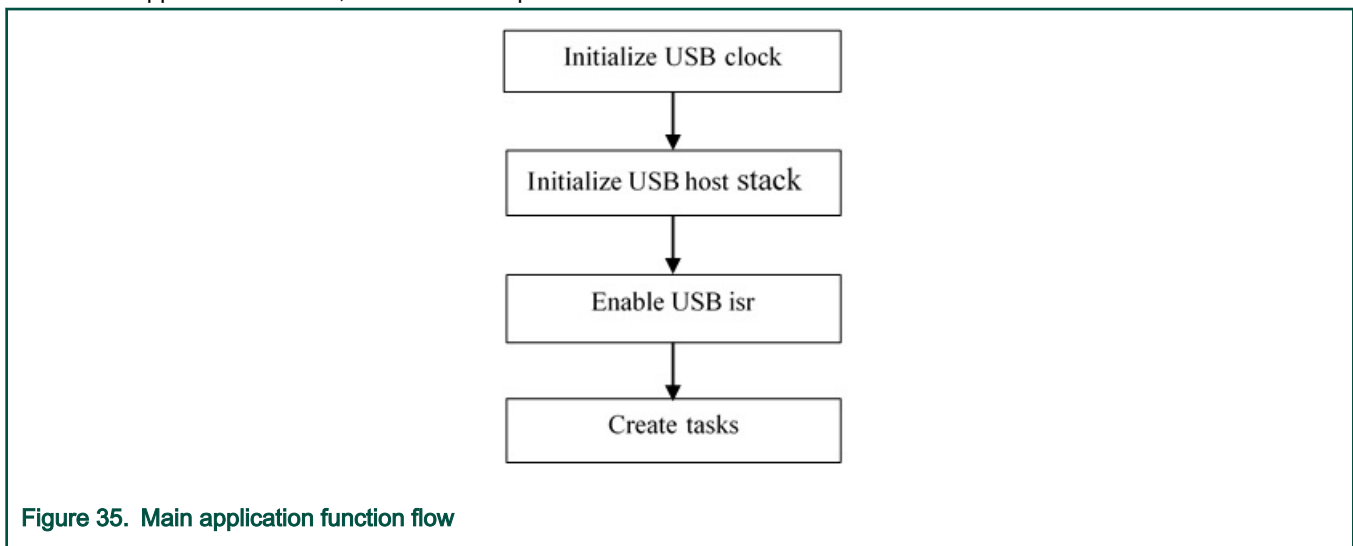 Initialize USB clock
Initialize USB host stack
Enable USB isr
Create tasks
Figure 35. Main application function flow